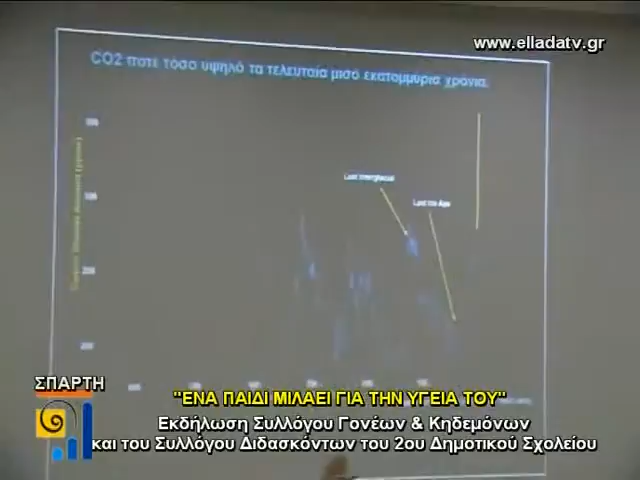 www.elladatv.gr
CO2 ποτε τόσο υψηλό τα τελευταία μισό εκατομμύρια χρόνια.
Last Interglacial
Last Ice Age
ΣΠΑΡΤΗ
"ΕΝΑ ΠΑΙΔΙ ΜΙΛΑΕΙ ΓΙΑ ΤΗΝ ΥΓΕΙΑ ΤΟΥ"
Εκδήλωση Συλλόγου Γονέων & Κηδεμόνων
και του Συλλόγου Διδασκόντων του 2ου Δημοτικού Σχολείου